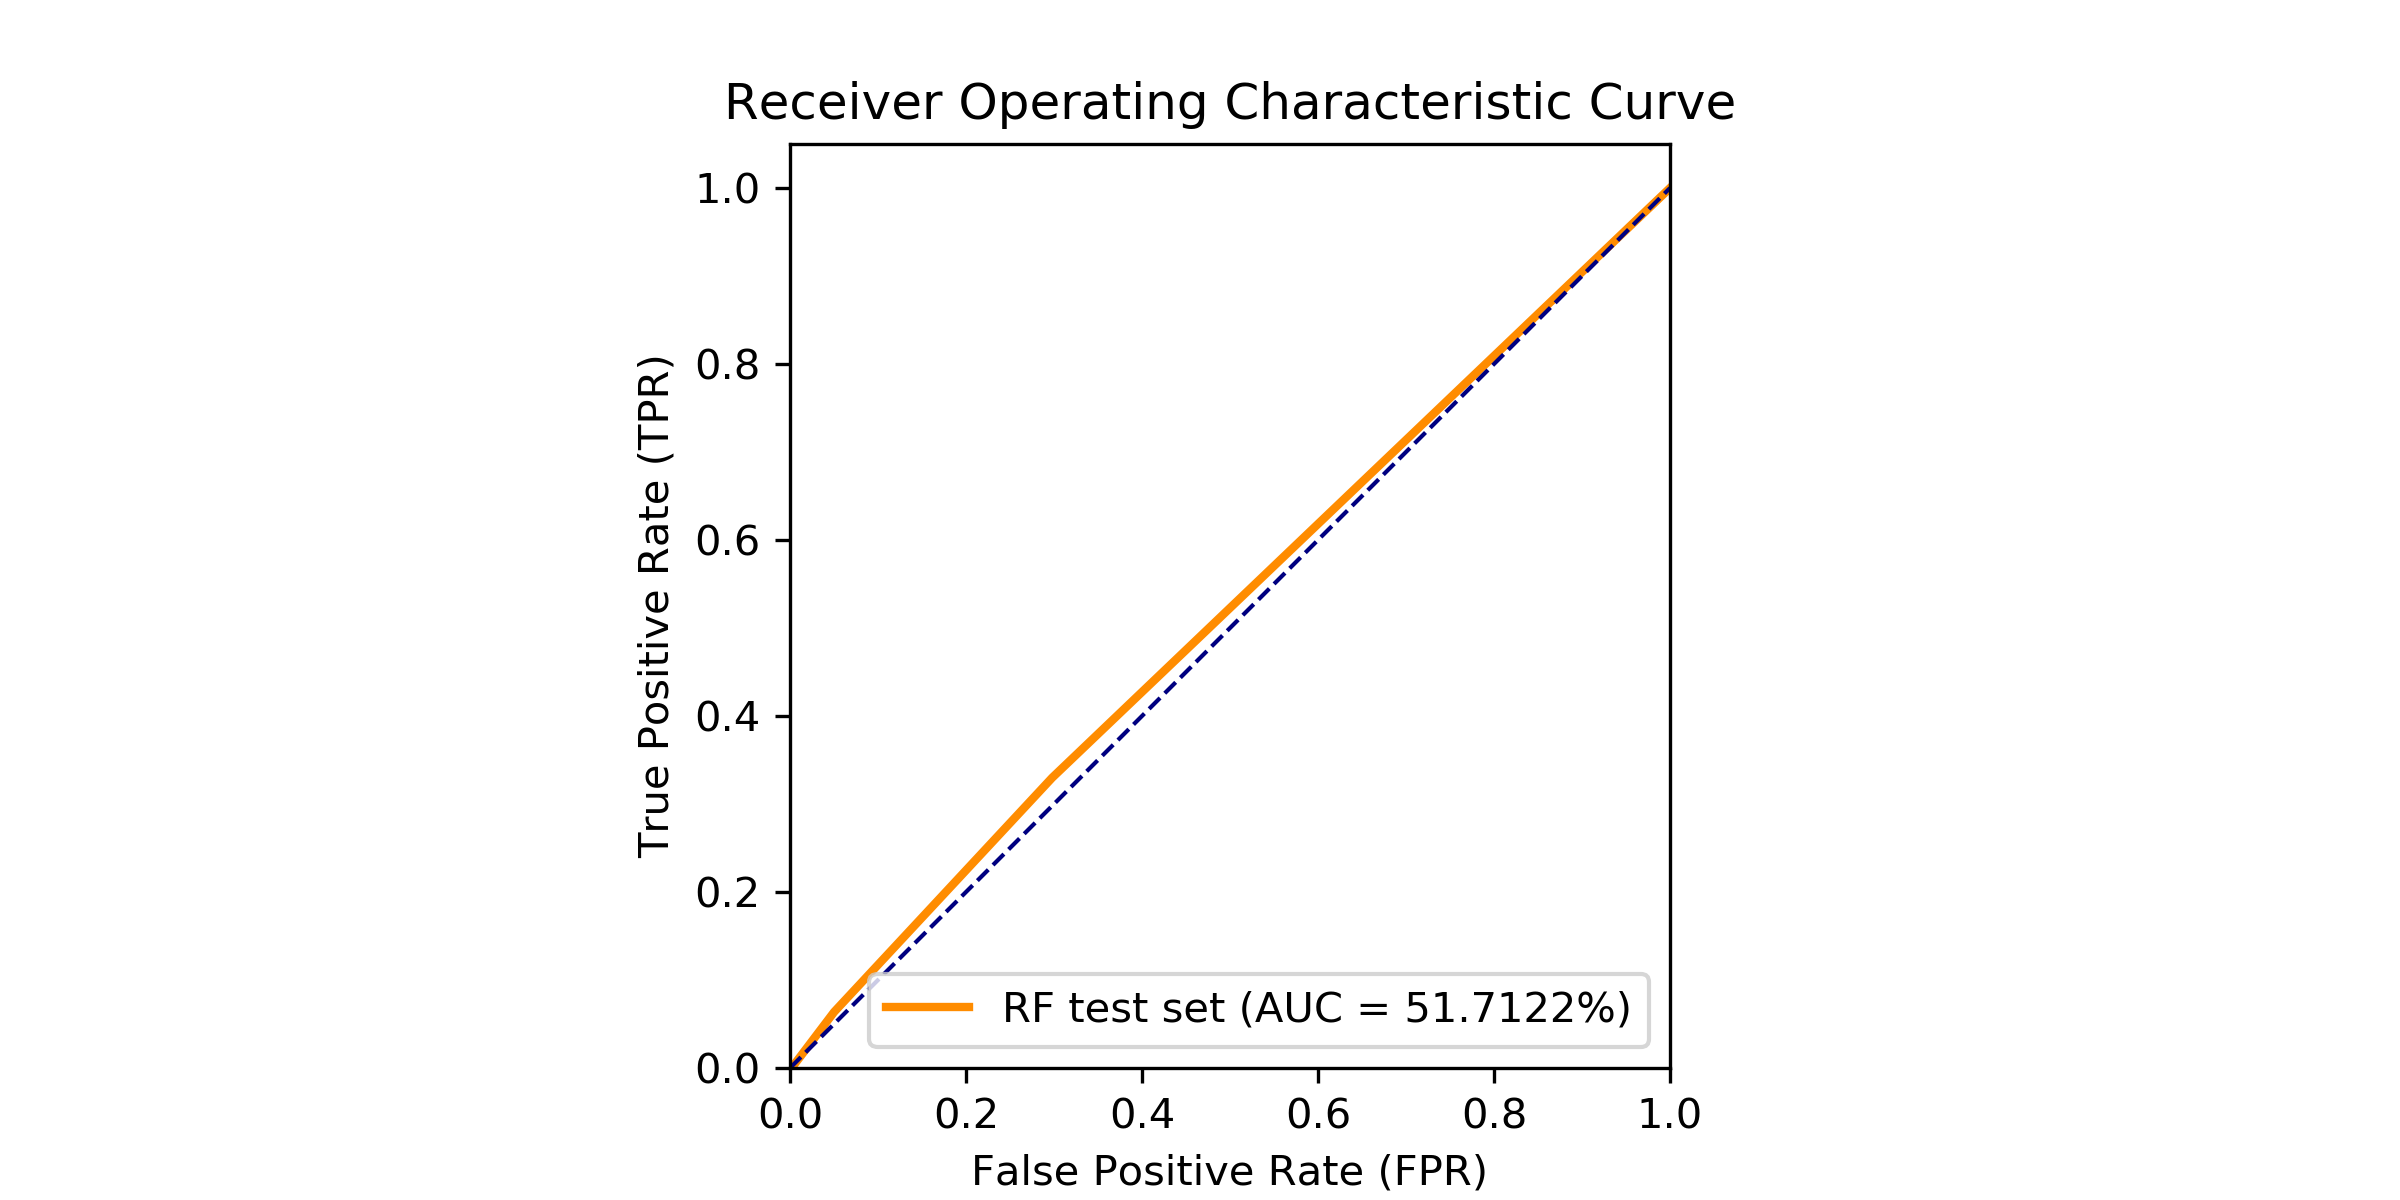 Receiver Operating Characteristic Curve
1.0
0.8
0.6
0.4
0.2
0.0
True Positive Rate (TPR)
RF test set (AUC = 51.7122%)
0.0 0.2 0.4 0.6 0.8 1.0
False Positive Rate (FPR)